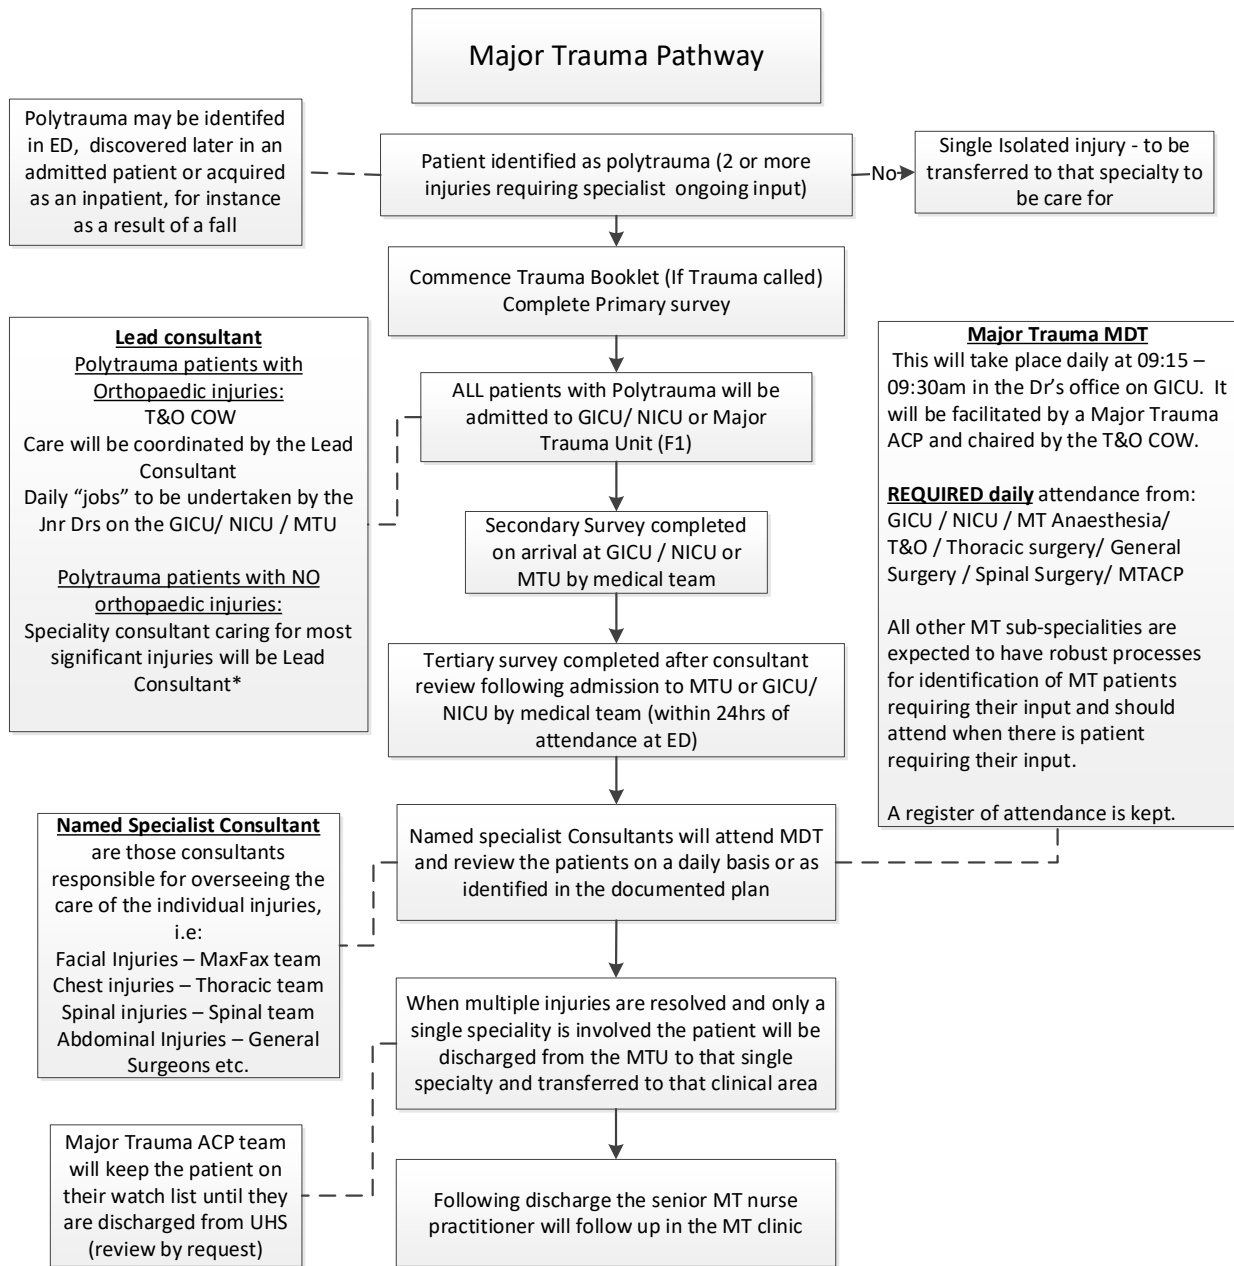 Major Trauma Pathway
Polytrauma may be identifed
in ED,  discovered later in an
admitted patient or acquired
as an inpatient, for instance
as a result of a fall
Patient identified as polytrauma (2 or more
injuries requiring specialist  ongoing input)
No
Single Isolated injury - to be
transferred to that specialty to
be care for
Commence Trauma Booklet (If Trauma called)
Complete Primary survey
Lead consultant
Polytrauma patients with
Orthopaedic injuries:
T&O COW
Care will be coordinated by the Lead
Consultant
Daily “jobs” to be undertaken by the
Jnr Drs on the GICU/ NICU / MTU
Polytrauma patients with NO
orthopaedic injuries:
Speciality consultant caring for most
significant injuries will be Lead
Consultant*
ALL patients with Polytrauma will be
admitted to GICU/ NICU or Major
Trauma Unit (F1)
Major Trauma MDT
This will take place daily at 09:15 –
09:30am in the Dr’s office on GICU.  It
will be facilitated by a Major Trauma
ACP and chaired by the T&O COW.
REQUIRED daily attendance from:
GICU / NICU / MT Anaesthesia/
T&O / Thoracic surgery/ General
Surgery / Spinal Surgery/ MTACP
All other MT sub-specialities are
expected to have robust processes
for identification of MT patients
requiring their input and should
attend when there is patient
requiring their input.
A register of attendance is kept.
Secondary Survey completed
on arrival at GICU / NICU or
MTU by medical team
Tertiary survey completed after consultant
review following admission to MTU or GICU/
NICU by medical team (within 24hrs of
attendance at ED)
Named Specialist Consultant
are those consultants
responsible for overseeing the
care of the individual injuries,
i.e:
Facial Injuries – MaxFax team
Chest injuries – Thoracic team
Spinal injuries – Spinal team
Abdominal Injuries – General
Surgeons etc.
Named specialist Consultants will attend MDT
and review the patients on a daily basis or as
identified in the documented plan
When multiple injuries are resolved and only a
single speciality is involved the patient will be
discharged from the MTU to that single
specialty and transferred to that clinical area
Major Trauma ACP team
will keep the patient on
their watch list until they
are discharged from UHS
(review by request)
Following discharge the senior MT nurse
practitioner will follow up in the MT clinic